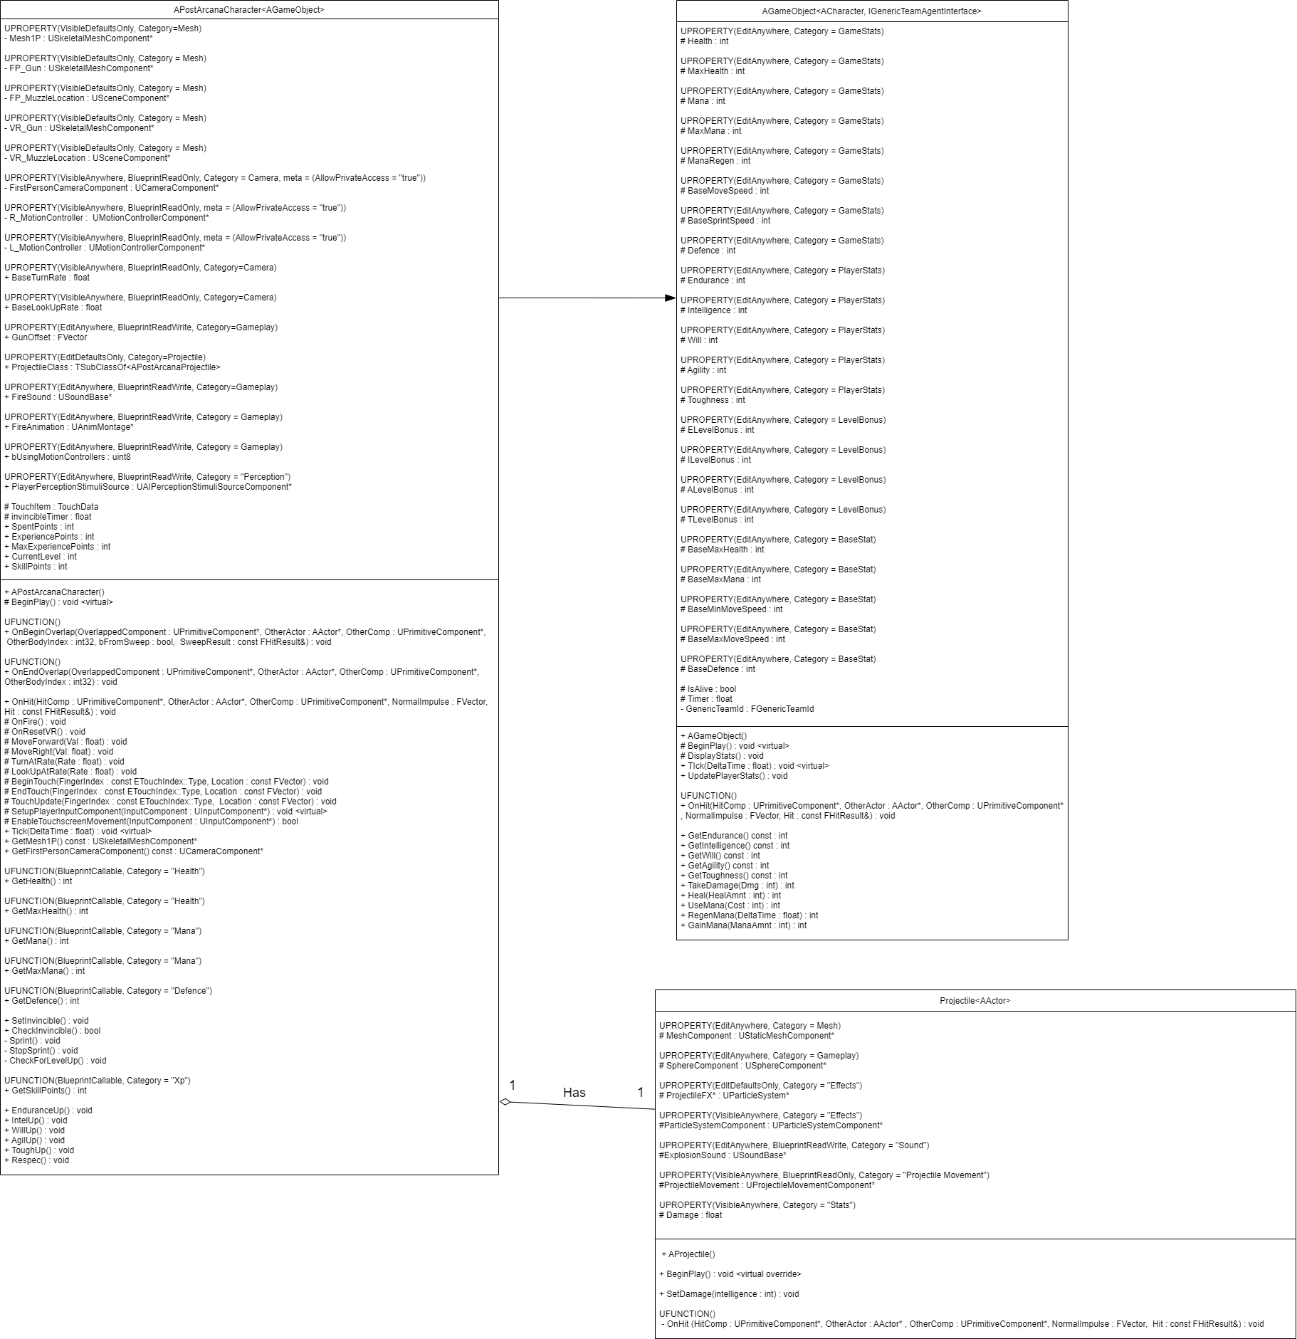 APostArcanaCharacter<AGameObject>
UPROPERTY(VisibleDefaultsOnly, Category=Mesh)
- Mesh1P : USkeletalMeshComponent*
UPROPERTY(VisibleDefaultsOnly, Category = Mesh)
- FP_Gun : USkeletalMeshComponent*
UPROPERTY(VisibleDefaultsOnly, Category = Mesh)
- FP_MuzzleLocation : USceneComponent*
UPROPERTY(VisibleDefaultsOnly, Category = Mesh)
- VR_Gun : USkeletalMeshComponent*
UPROPERTY(VisibleDefaultsOnly, Category = Mesh)
- VR_MuzzleLocation : USceneComponent*
UPROPERTY(VisibleAnywhere, BlueprintReadOnly, Category = Camera, meta = (AllowPrivateAccess = "true"))
- FirstPersonCameraComponent : UCameraComponent*
UPROPERTY(VisibleAnywhere, BlueprintReadOnly, meta = (AllowPrivateAccess = "true"))
- R_MotionController :  UMotionControllerComponent*
UPROPERTY(VisibleAnywhere, BlueprintReadOnly, meta = (AllowPrivateAccess = "true"))
- L_MotionController : UMotionControllerComponent*
UPROPERTY(VisibleAnywhere, BlueprintReadOnly, Category=Camera)
+ BaseTurnRate : float
UPROPERTY(VisibleAnywhere, BlueprintReadOnly, Category=Camera)
+ BaseLookUpRate : float
UPROPERTY(EditAnywhere, BlueprintReadWrite, Category=Gameplay)
+ GunOffset : FVector
UPROPERTY(EditDefaultsOnly, Category=Projectile)
+ ProjectileClass : TSubClassOf<APostArcanaProjectile>
UPROPERTY(EditAnywhere, BlueprintReadWrite, Category=Gameplay)
+ FireSound : USoundBase*
UPROPERTY(EditAnywhere, BlueprintReadWrite, Category = Gameplay)
+ FireAnimation : UAnimMontage*
UPROPERTY(EditAnywhere, BlueprintReadWrite, Category = Gameplay)
+ bUsingMotionControllers : uint8
UPROPERTY(EditAnywhere, BlueprintReadWrite, Category = "Perception")
+ PlayerPerceptionStimuliSource : UAIPerceptionStimuliSourceComponent*
# TouchItem : TouchData
# invincibleTimer : float
+ SpentPoints : int
+ ExperiencePoints : int
+ MaxExperiencePoints : int
+ CurrentLevel : int
+ SkillPoints : int
+ APostArcanaCharacter()
# BeginPlay() : void <virtual>
UFUNCTION()
+ OnBeginOverlap(OverlappedComponent : UPrimitiveComponent*, OtherActor : AActor*, OtherComp : UPrimitiveComponent*,
OtherBodyIndex : int32, bFromSweep : bool,  SweepResult : const FHitResult&) : void
UFUNCTION()
+ OnEndOverlap(OverlappedComponent : UPrimitiveComponent*, OtherActor : AActor*, OtherComp : UPrimitiveComponent*,
OtherBodyIndex : int32) : void
+ OnHit(HitComp : UPrimitiveComponent*, OtherActor : AActor*, OtherComp : UPrimitiveComponent*, NormalImpulse : FVector,
Hit : const FHitResult&) : void
# OnFire() : void
# OnResetVR() : void
# MoveForward(Val : float) : void
# MoveRight(Val: float) : void
# TurnAtRate(Rate : float) : void
# LookUpAtRate(Rate : float) : void
# BeginTouch(FingerIndex : const ETouchIndex::Type, Location : const FVector) : void
# EndTouch(FingerIndex : const ETouchIndex::Type, Location : const FVector) : void
# TouchUpdate(FingerIndex : const ETouchIndex::Type,  Location : const FVector) : void
# SetupPlayerInputComponent(InputComponent : UInputComponent*) : void <virtual>
# EnableTouchscreenMovement(InputComponent : UInputComponent*) : bool
+ Tick(DeltaTime : float) : void <virtual>
+ GetMesh1P() const : USkeletalMeshComponent*
+ GetFirstPersonCameraComponent() const : UCameraComponent*
UFUNCTION(BlueprintCallable, Category = "Health")
+ GetHealth() : int
UFUNCTION(BlueprintCallable, Category = "Health")
+ GetMaxHealth() : int
UFUNCTION(BlueprintCallable, Category = "Mana")
+ GetMana() : int
UFUNCTION(BlueprintCallable, Category = "Mana")
+ GetMaxMana() : int
UFUNCTION(BlueprintCallable, Category = "Defence")
+ GetDefence() : int
+ SetInvincible() : void
+ CheckInvincible() : bool
- Sprint() : void
- StopSprint() : void
- CheckForLevelUp() : void
UFUNCTION(BlueprintCallable, Category = "Xp")
+ GetSkillPoints() : int
+ EnduranceUp() : void
+ IntelUp() : void
+ WillUp() : void
+ AgilUp() : void
+ ToughUp() : void
+ Respec() : void
AGameObject<ACharacter, IGenericTeamAgentInterface>
UPROPERTY(EditAnywhere, Category = GameStats)
# Health : int
UPROPERTY(EditAnywhere, Category = GameStats)
# MaxHealth : int
UPROPERTY(EditAnywhere, Category = GameStats)
# Mana : int
UPROPERTY(EditAnywhere, Category = GameStats)
# MaxMana : int
UPROPERTY(EditAnywhere, Category = GameStats)
# ManaRegen : int
UPROPERTY(EditAnywhere, Category = GameStats)
# BaseMoveSpeed : int
UPROPERTY(EditAnywhere, Category = GameStats)
# BaseSprintSpeed : int
UPROPERTY(EditAnywhere, Category = GameStats)
# Defence : int
UPROPERTY(EditAnywhere, Category = PlayerStats)
# Endurance : int
UPROPERTY(EditAnywhere, Category = PlayerStats)
# Intelligence : int
UPROPERTY(EditAnywhere, Category = PlayerStats)
# Will : int
UPROPERTY(EditAnywhere, Category = PlayerStats)
# Agility : int
UPROPERTY(EditAnywhere, Category = PlayerStats)
# Toughness : int
UPROPERTY(EditAnywhere, Category = LevelBonus)
# ELevelBonus : int
UPROPERTY(EditAnywhere, Category = LevelBonus)
# ILevelBonus : int
UPROPERTY(EditAnywhere, Category = LevelBonus)
# ALevelBonus : int
UPROPERTY(EditAnywhere, Category = LevelBonus)
# TLevelBonus : int
UPROPERTY(EditAnywhere, Category = BaseStat)
# BaseMaxHealth : int
UPROPERTY(EditAnywhere, Category = BaseStat)
# BaseMaxMana : int
UPROPERTY(EditAnywhere, Category = BaseStat)
# BaseMinMoveSpeed : int
UPROPERTY(EditAnywhere, Category = BaseStat)
# BaseMaxMoveSpeed : int
UPROPERTY(EditAnywhere, Category = BaseStat)
# BaseDefence : int
# IsAlive : bool
# Timer : float
- GenericTeamId : FGenericTeamId
+ AGameObject()
# BeginPlay() : void <virtual>
# DisplayStats() : void
+ TIck(DeltaTime : float) : void <virtual>
+ UpdatePlayerStats() : void
UFUNCTION()
+ OnHit(HitComp : UPrimitiveComponent*, OtherActor : AActor*, OtherComp : UPrimitiveComponent*
, NormalImpulse : FVector, Hit : const FHitResult&) : void
+ GetEndurance() const : int
+ GetIntelligence() const : int
+ GetWill() const : int
+ GetAgility() const : int
+ GetToughness() const : int
+ TakeDamage(Dmg : int) : int
+ Heal(HealAmnt : int) : int
+ UseMana(Cost : int) : int
+ RegenMana(DeltaTime : float) : int
+ GainMana(ManaAmnt : int) : int
1
Has
1
Projectile<AActor>
UPROPERTY(EditAnywhere, Category = Mesh)
# MeshComponent : UStaticMeshComponent*
UPROPERTY(EditAnywhere, Category = Gameplay)
# SphereComponent : USphereComponent*
UPROPERTY(EditDefaultsOnly, Category = "Effects")
# ProjectileFX* : UParticleSystem*
UPROPERTY(VisibleAnywhere, Category = "Effects")
#ParticleSystemComponent : UParticleSystemComponent*
UPROPERTY(EditAnywhere, BlueprintReadWrite, Category = "Sound")
#ExplosionSound : USoundBase*
UPROPERTY(VisibleAnywhere, BlueprintReadOnly, Category = "Projectile Movement")
#ProjectileMovement : UProjectileMovementComponent*
UPROPERTY(VisibleAnywhere, Category = "Stats")
# Damage : float
+ AProjectile()
+ BeginPlay() : void <virtual override>
+ SetDamage(intelligence : int) : void
UFUNCTION()
- OnHit (HitComp : UPrimitiveComponent*, OtherActor : AActor* , OtherComp : UPrimitiveComponent*, NormalImpulse : FVector,  Hit : const FHitResult&) : void